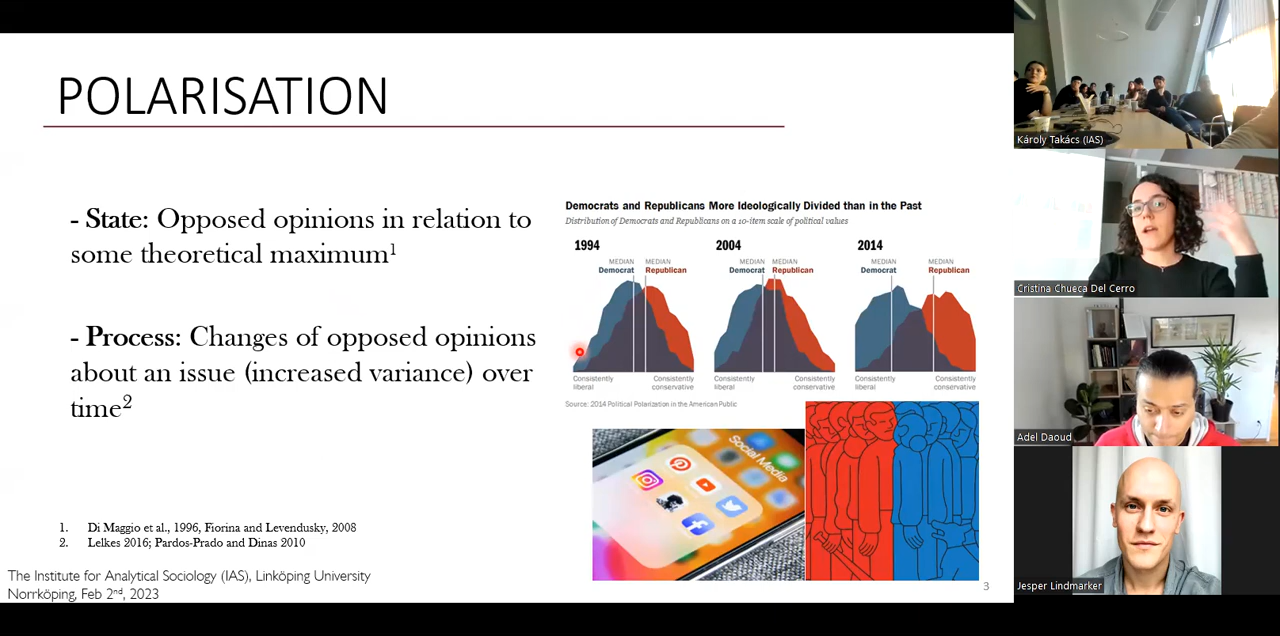 POLARISATION
- State: Opposed opinions in relation to
some theoretical maximum1
- Process: Changes of opposed opinions
about an issue (increased variance) over
time2
1. Di Maggio et al., 1996, Fiorina and Levendusky, 2008
2. Lelkes 2016; Pardos-Prado and Dinas 2010
The Institute for Analytical Sociology (IAS), Linköping University
Norrköping, Feb 2nd, 2023
Democrats and Republicans More Ideologically Divided than in the Past
Distribution of Democrats and Republicans on a 10-item scale of political values
1994
MEDIAN MEDIAN
Democrat Republican
Consistently Consistently
liberal conservative
2004
MEDIAN MEDIAN
Democrat Republican
Consistently Consistently
liberal conservative
2014
MEDIAN MEDIAN
Democrat Republican
Consistently Consistently
liberal conservative
Source: 2014 Political Polarization in the American Public
Social Media
3
Károly Takács (IAS)
Cristina Chueca Del Cerro
Adel Daoud
Jesper Lindmarker